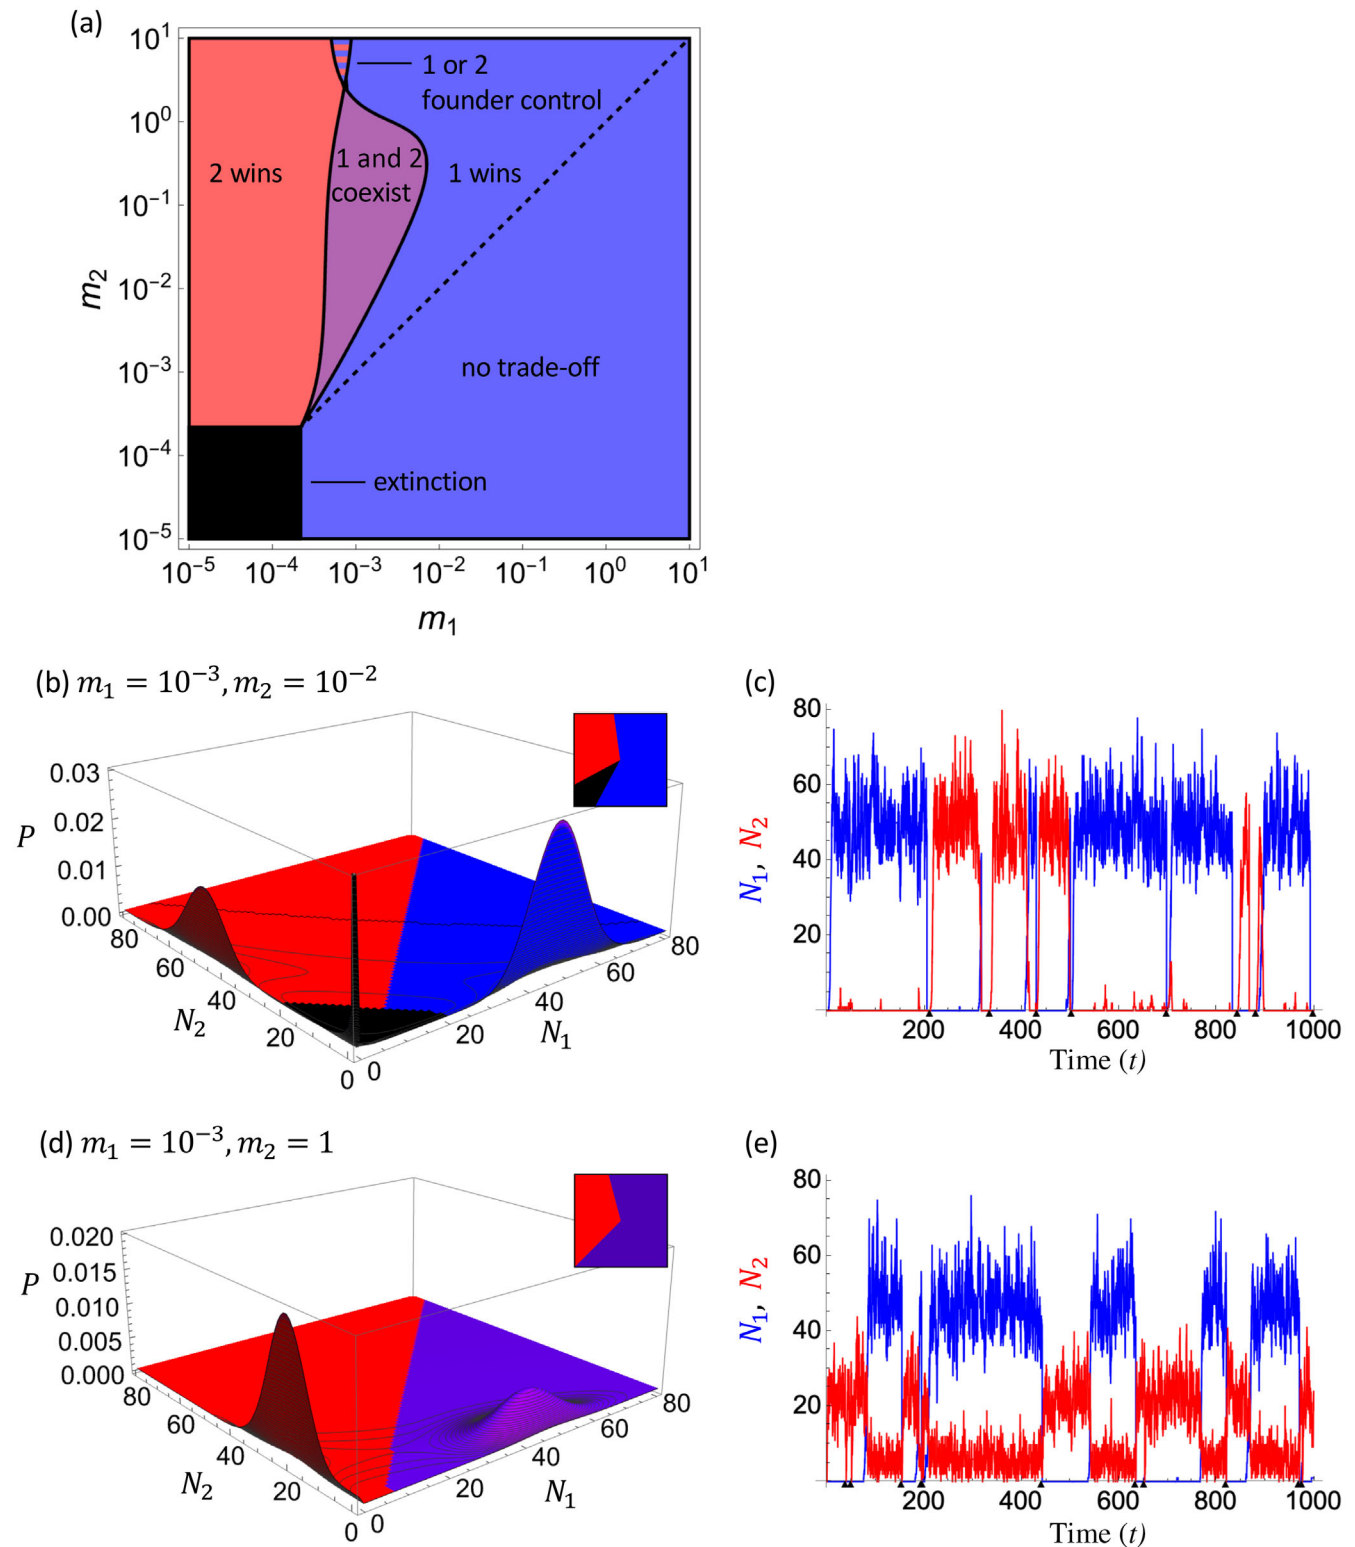 (a)
10^1
10^0
10^-1
10^-2
10^-3
10^-4
10^-5
m_2
1 or 2
founder control
2 wins
1 and 2
coexist
1 wins
no trade-off
extinction
10^-5 10^-4 10^-3 10^-2 10^-1 10^0 10^1
m_1
(b) m_1 = 10^-3, m_2 = 10^-2
0.03
0.02
0.01
0.00
P
80
60
40
20
0
N_2
0
20
40
60
80
N_1
(c)
80
60
40
20
N_1, N_2
200 400 600 800 1000
Time (t)
(d) m_1 = 10^-3, m_2 = 1
0.020
0.015
0.010
0.005
0.000
P
80
60
40
20
0
N_2
0
20
40
60
80
N_1
(e)
80
60
40
20
N_1, N_2
200 400 600 800 1000
Time (t)